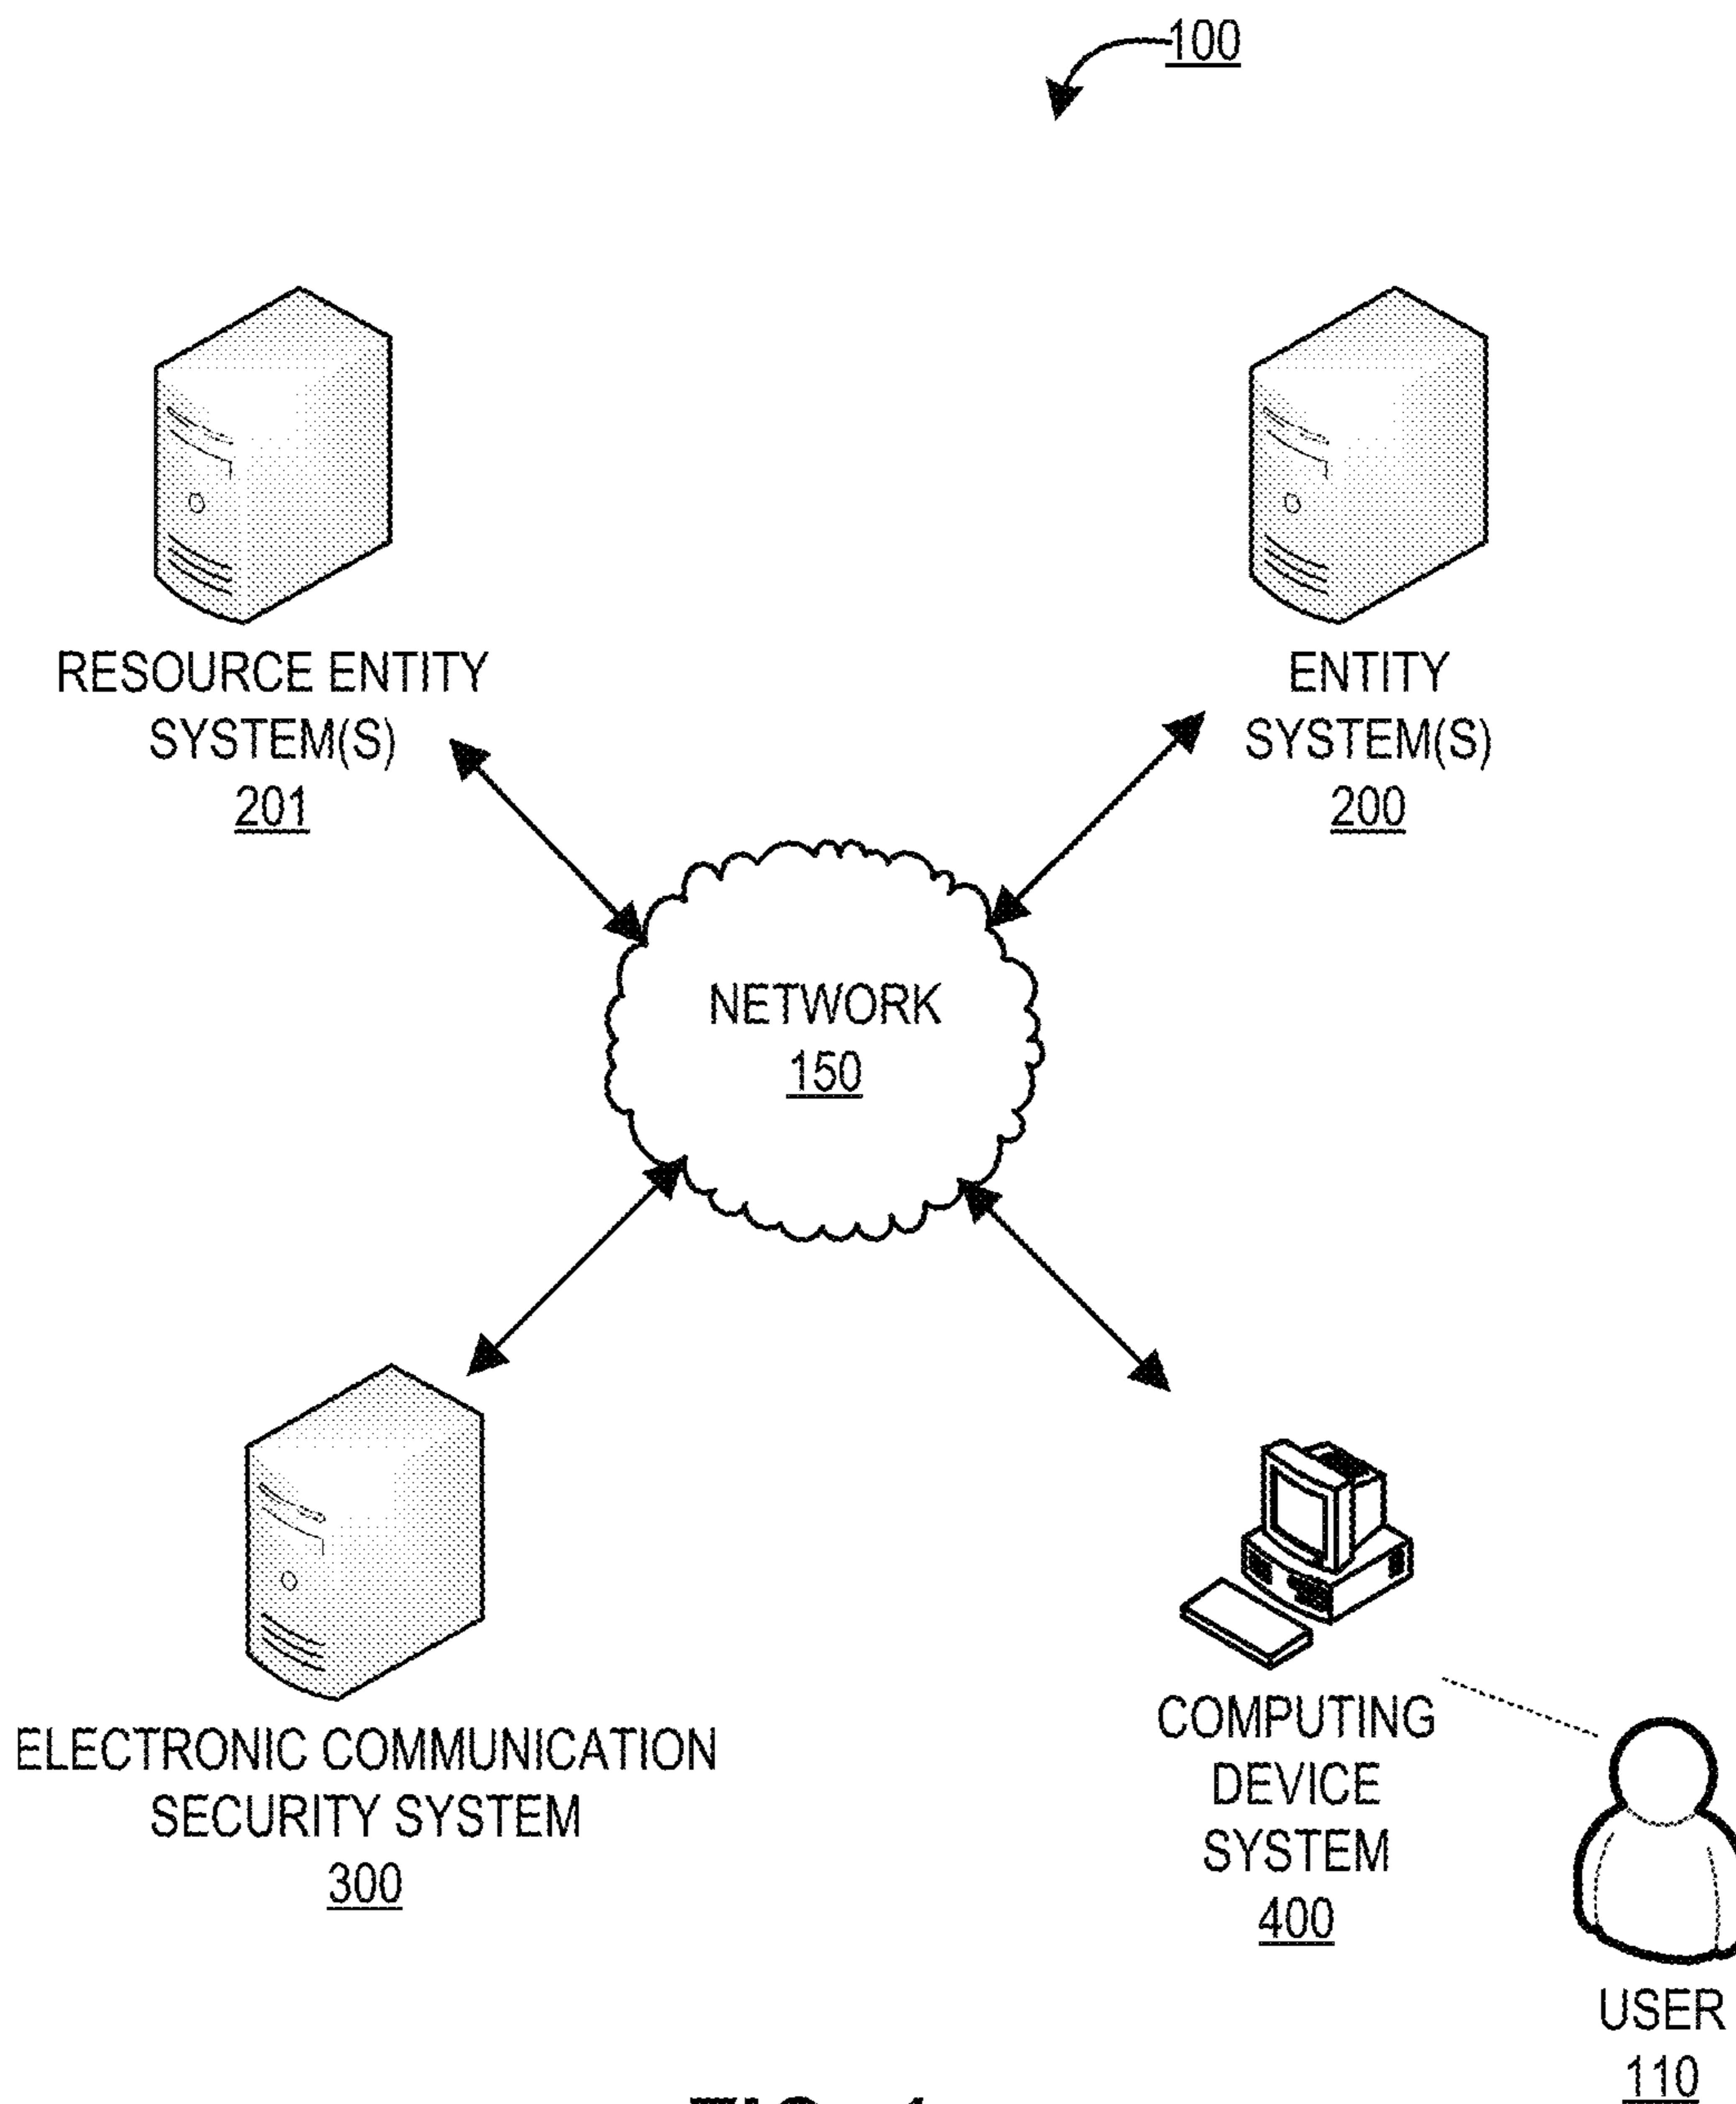 100
RESOURCE ENTITY
SYSTEM(S)
201
ENTITY
SYSTEM(S)
200
NETWORK
150
ELECTRONIC COMMUNICATION
SECURITY SYSTEM
300
COMPUTING
DEVICE
SYSTEM
400
USER
110